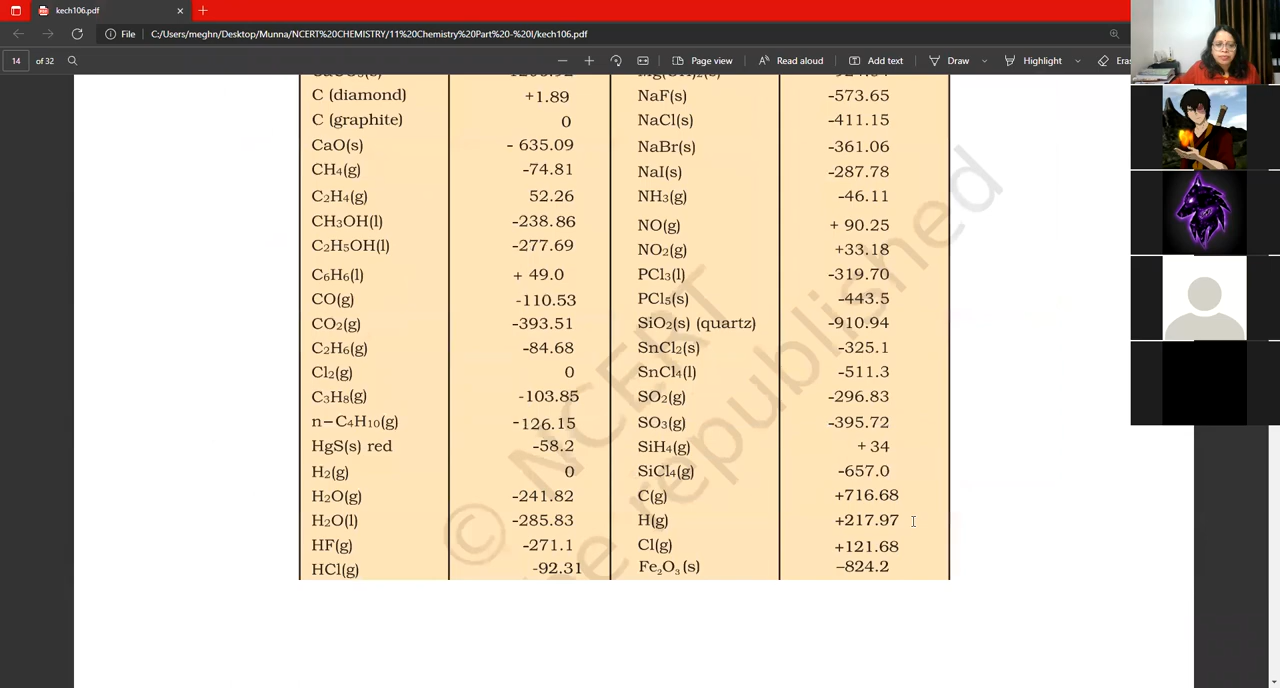 kech106.pdf
File C:/Users/meghn/Desktop/Munna/NCERT%20CHEMISTRY/11%20Chemistry%20Part%20-%20I/kech106.pdf
14 of 32 Page view Read aloud Add text Draw Highlight
C (diamond) +1.89 NaF(s) -573.65
C (graphite) 0 NaCl(s) -411.15
CaO(s) - 635.09 NaBr(s) -361.06
CH4(g) -74.81 NaI(s) -287.78
C2H4(g) 52.26 NH3(g) -46.11
CH3OH(l) -238.86 NO(g) + 90.25
C2H5OH(l) -277.69 NO2(g) +33.18
C6H6(l) + 49.0 PCl3(l) -319.70
CO(g) -110.53 PCl5(s) -443.5
CO2(g) -393.51 SiO2(s) (quartz) -910.94
C2H6(g) -84.68 SnCl2(s) -325.1
Cl2(g) 0 SnCl4(l) -511.3
C3H8(g) -103.85 SO2(g) -296.83
n−C4H10(g) -126.15 SO3(g) -395.72
HgS(s) red -58.2 SiH4(g) + 34
H2(g) 0 SiCl4(g) -657.0
H2O(g) -241.82 C(g) +716.68
H2O(l) -285.83 H(g) +217.97
HF(g) -271.1 Cl(g) +121.68
HCl(g) -92.31 Fe2O3(s) −824.2
© NCERT
be republished